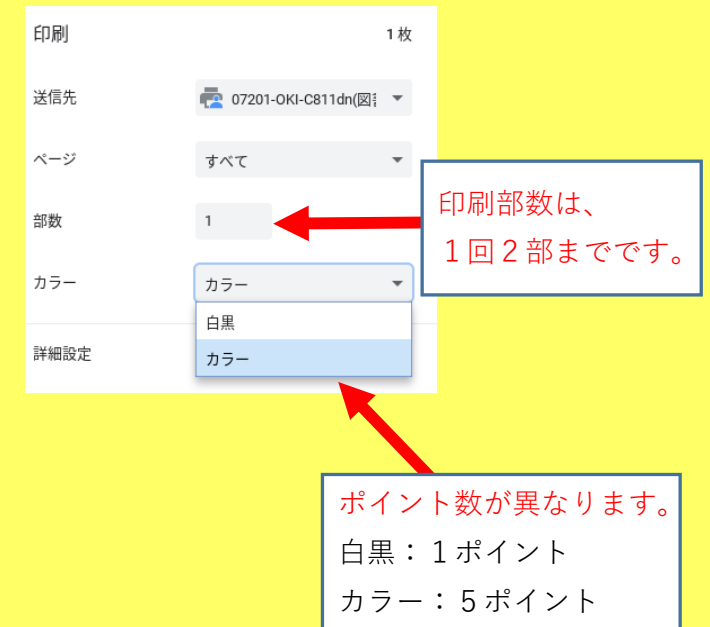 印刷
1 枚
送信先
07201-OKI-C811dn(図
ページ
すべて
部数
1
印刷部数は、
１回２部までです。
カラー
カラー
白黒
カラー
詳細設定
ポイント数が異なります。
白黒：１ポイント
カラー：５ポイント